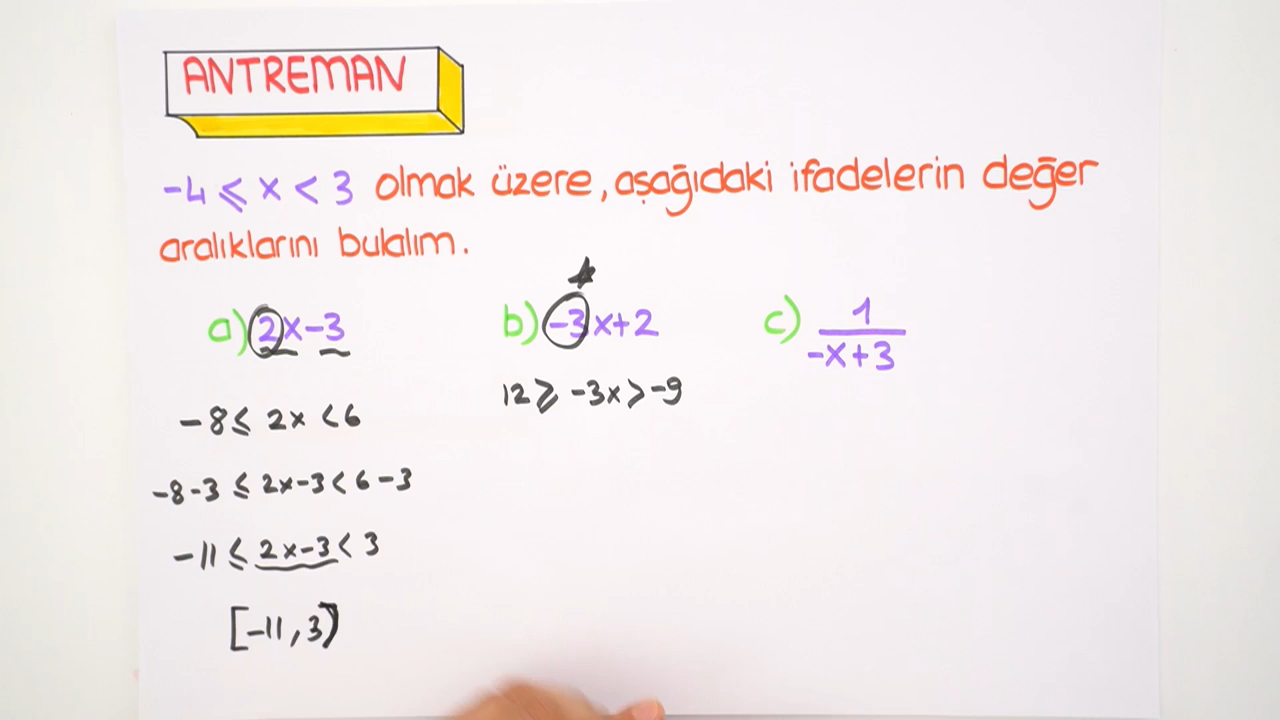 ANTREMAN
-4 ⩽ x < 3 olmak üzere, aşağıdaki ifadelerin değer
aralıklarını bulalım.
a) 2x-3
-8 ⩽ 2x < 6
-8-3 ⩽ 2x-3 < 6-3
-11 ⩽ 2x-3 < 3
[-11, 3)
b) -3x+2
12 ⩾ -3x > -9
c) 1/(-x+3)